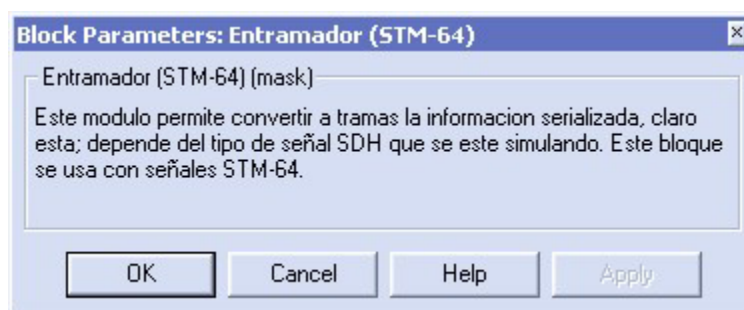 Block Parameters: Entramador (STM-64)
Entramador (STM-64) (mask)
Este modulo permite convertir a tramas la informacion serializada, claro
esta; depende del tipo de señal SDH que se este simulando. Este bloque
se usa con señales STM-64.
OK Cancel Help Apply